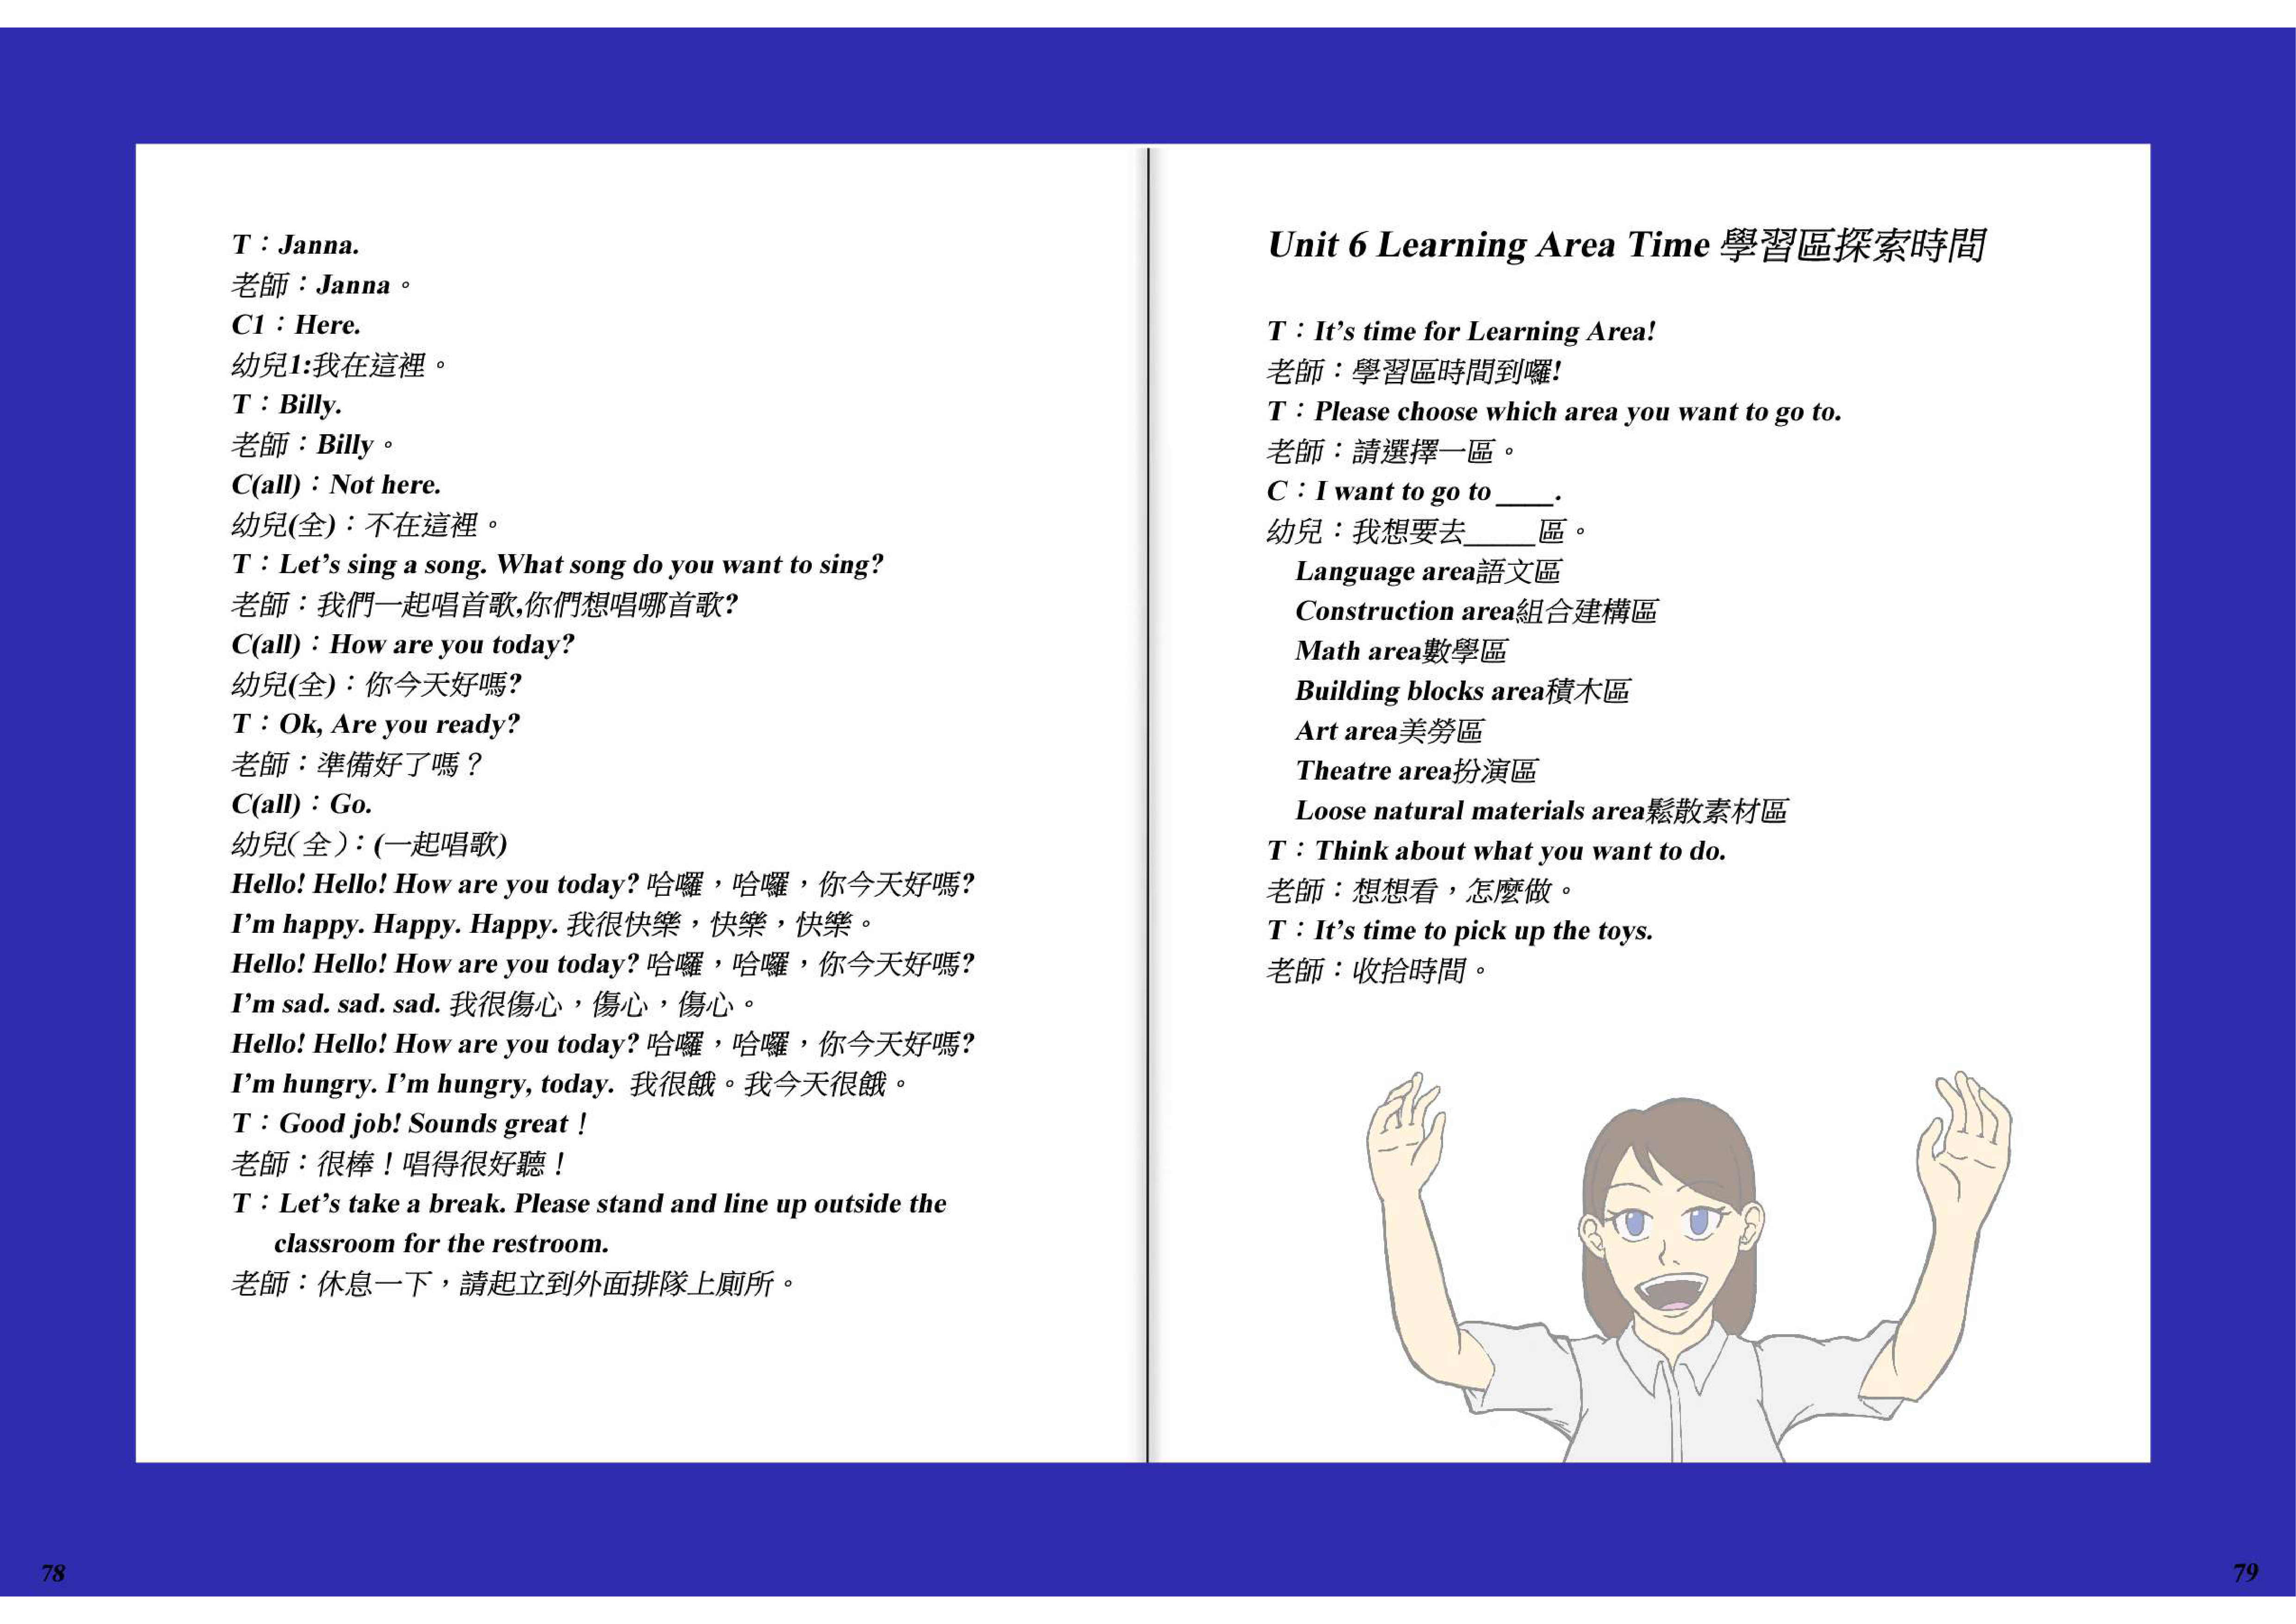 T：Janna.
老師：Janna。
C1：Here.
幼兒1:我在這裡。
T：Billy.
老師：Billy。
C(all)：Not here.
幼兒(全)：不在這裡。
T：Let’s sing a song. What song do you want to sing?
老師：我們一起唱首歌,你們想唱哪首歌?
C(all)：How are you today?
幼兒(全)：你今天好嗎?
T：Ok, Are you ready?
老師：準備好了嗎？
C(all)：Go.
幼兒（全）：(一起唱歌)
Hello! Hello! How are you today? 哈囉，哈囉，你今天好嗎?
I’m happy. Happy. Happy. 我很快樂，快樂，快樂。
Hello! Hello! How are you today? 哈囉，哈囉，你今天好嗎?
I’m sad. sad. sad. 我很傷心，傷心，傷心。
Hello! Hello! How are you today? 哈囉，哈囉，你今天好嗎?
I’m hungry. I’m hungry, today. 我很餓。我今天很餓。
T：Good job! Sounds great！
老師：很棒！唱得很好聽！
T：Let’s take a break. Please stand and line up outside the
classroom for the restroom.
老師：休息一下，請起立到外面排隊上廁所。
78
Unit 6 Learning Area Time 學習區探索時間
T：It’s time for Learning Area!
老師：學習區時間到囉!
T：Please choose which area you want to go to.
老師：請選擇一區。
C：I want to go to ____.
幼兒：我想要去_____區。
Language area語文區
Construction area組合建構區
Math area數學區
Building blocks area積木區
Art area美勞區
Theatre area扮演區
Loose natural materials area鬆散素材區
T：Think about what you want to do.
老師：想想看，怎麼做。
T：It’s time to pick up the toys.
老師：收拾時間。
79